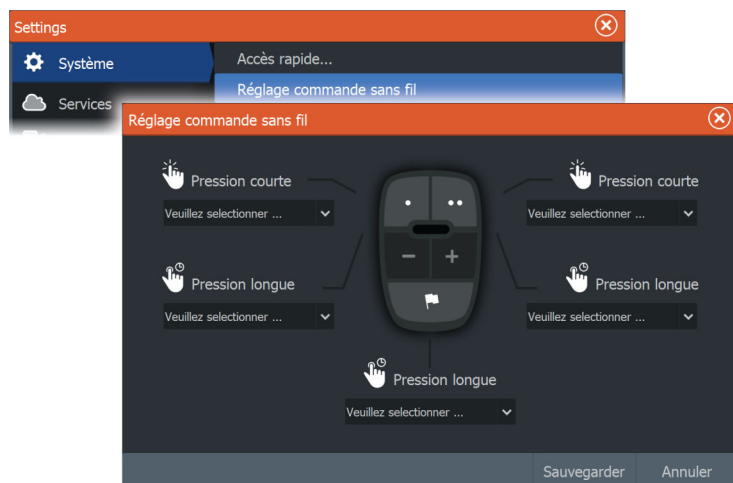 Settings
Système
Accès rapide...
Réglage commande sans fil
Services
Réglage commande sans fil
Pression courte
Pression courte
Veuillez selectionner ...
Veuillez selectionner ...
Pression longue
Pression longue
Veuillez selectionner ...
Veuillez selectionner ...
Pression longue
Veuillez selectionner ...
Sauvegarder
Annuler